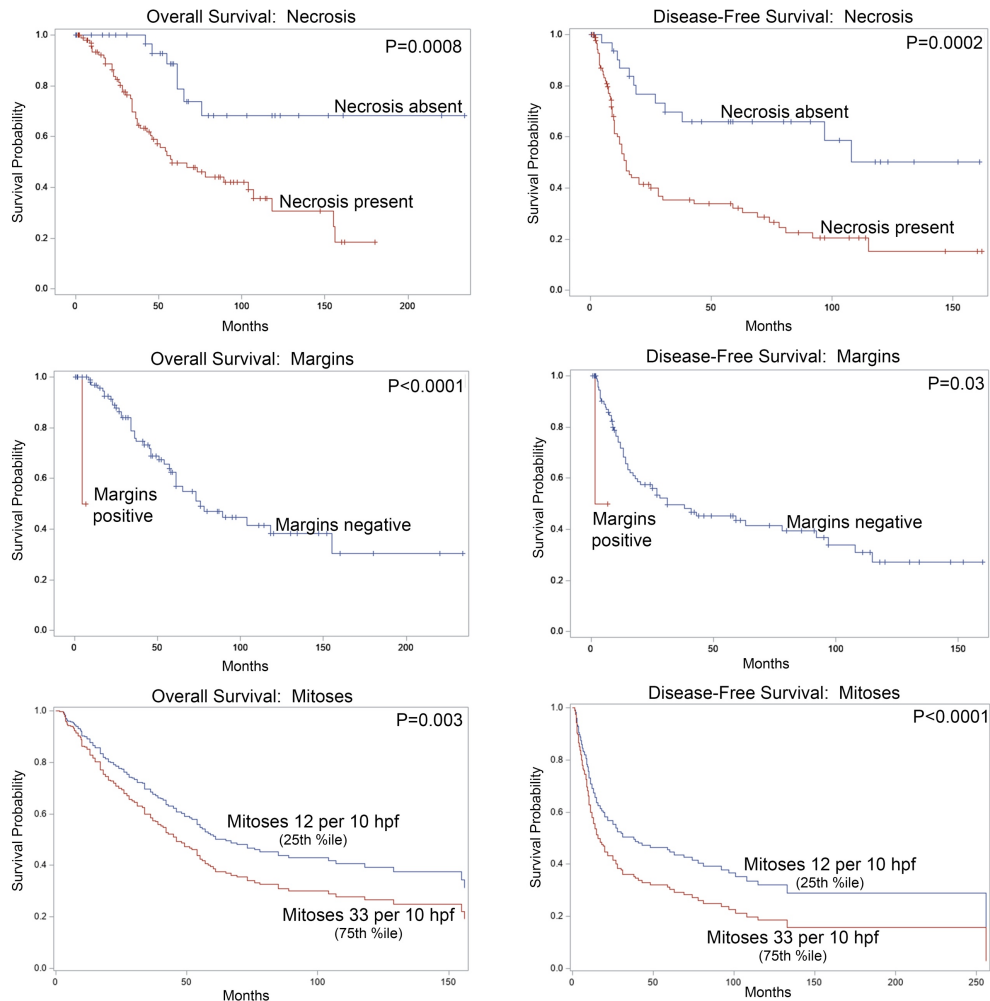 Overall Survival:  Necrosis
P=0.0008
Necrosis absent
Necrosis present
Survival Probability
1.0
0.8
0.6
0.4
0.2
0.0
0 50 100 150 200
Months
Disease-Free Survival:  Necrosis
P=0.0002
Necrosis absent
Necrosis present
Survival Probability
1.0
0.8
0.6
0.4
0.2
0.0
0 50 100 150
Months
Overall Survival:  Margins
P<0.0001
Margins
positive
Margins negative
Survival Probability
1.0
0.8
0.6
0.4
0.2
0.0
0 50 100 150 200
Months
Disease-Free Survival:  Margins
P=0.03
Margins
positive
Margins negative
Survival Probability
1.0
0.8
0.6
0.4
0.2
0.0
0 50 100 150
Months
Overall Survival:  Mitoses
P=0.003
Mitoses 12 per 10 hpf
(25th %ile)
Mitoses 33 per 10 hpf
(75th %ile)
Survival Probability
1.0
0.8
0.6
0.4
0.2
0.0
0 50 100 150
Months
Disease-Free Survival:  Mitoses
P<0.0001
Mitoses 12 per 10 hpf
(25th %ile)
Mitoses 33 per 10 hpf
(75th %ile)
Survival Probability
1.0
0.8
0.6
0.4
0.2
0.0
0 50 100 150 200 250
Months